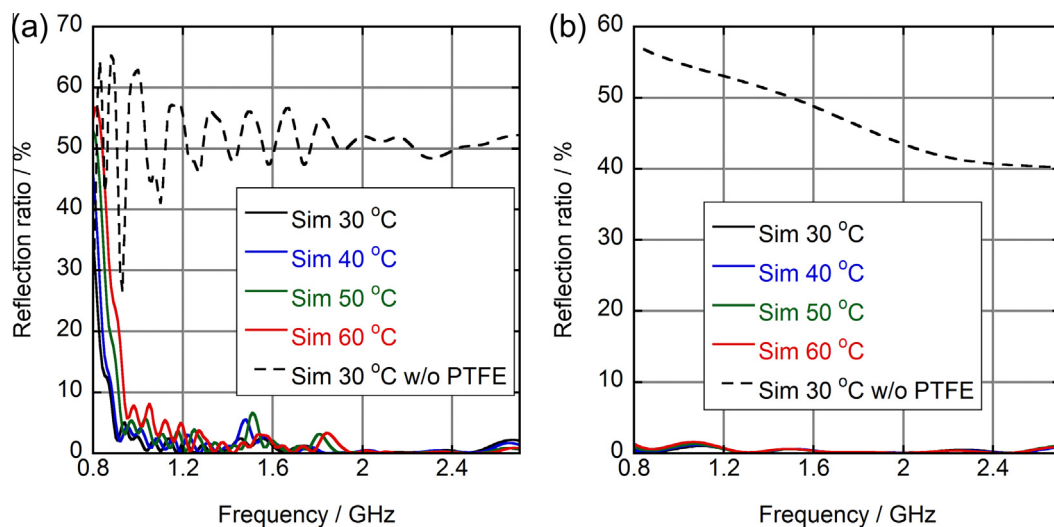 (a)
Reflection ratio / %
70
60
50
40
30
20
10
0
0.8
1.2
1.6
2
2.4
Frequency / GHz
Sim 30 °C
Sim 40 °C
Sim 50 °C
Sim 60 °C
Sim 30 °C w/o PTFE
(b)
Reflection ratio / %
60
50
40
30
20
10
0
0.8
1.2
1.6
2
2.4
Frequency / GHz
Sim 30 °C
Sim 40 °C
Sim 50 °C
Sim 60 °C
Sim 30 °C w/o PTFE